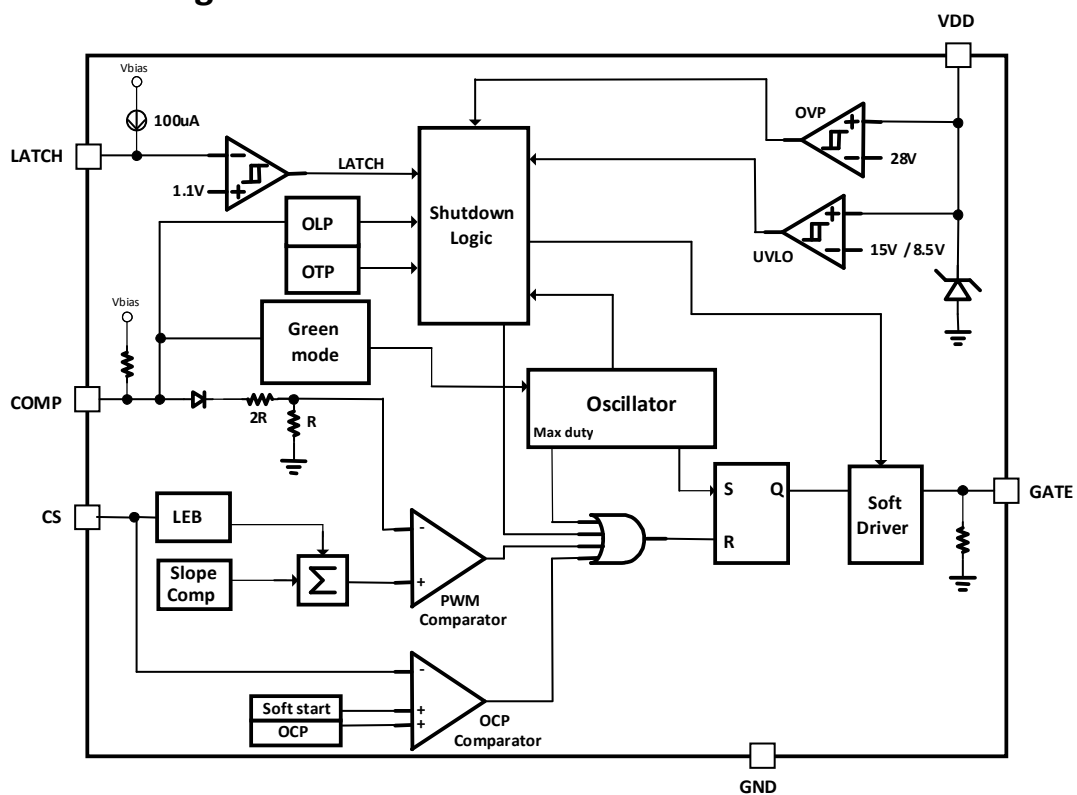 g
VDD
Vbias
100uA
OVP
28V
LATCH
LATCH
1.1V
Shutdown
Logic
OLP
OTP
UVLO
15V / 8.5V
Vbias
Green
mode
COMP
2R
R
Oscillator
Max duty
CS
LEB
S
Q
R
Soft
Driver
GATE
Slope
Comp
Σ
-
+
PWM
Comparator
Soft start
OCP
-
+
+
OCP
Comparator
GND